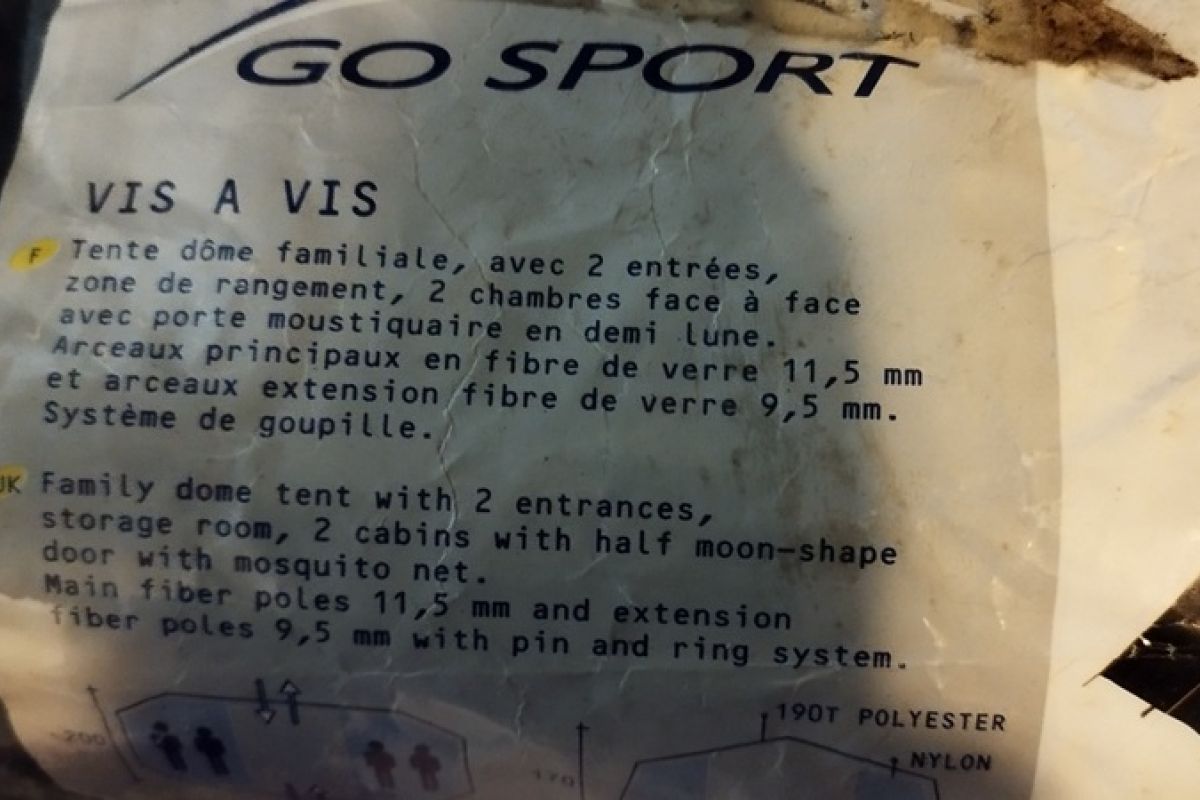 GO SPORT
VIS A VIS
F Tente dôme familiale, avec 2 entrées,
zone de rangement, 2 chambres face à face
avec porte moustiquaire en demi lune.
Arceaux principaux en fibre de verre 11,5 mm
et arceaux extension fibre de verre 9,5 mm.
Système de goupille.
UK Family dome tent with 2 entrances,
storage room, 2 cabins with half moon-shape
door with mosquito net.
Main fiber poles 11,5 mm and extension
fiber poles 9,5 mm with pin and ring system.
190T POLYESTER
NYLON
200
170